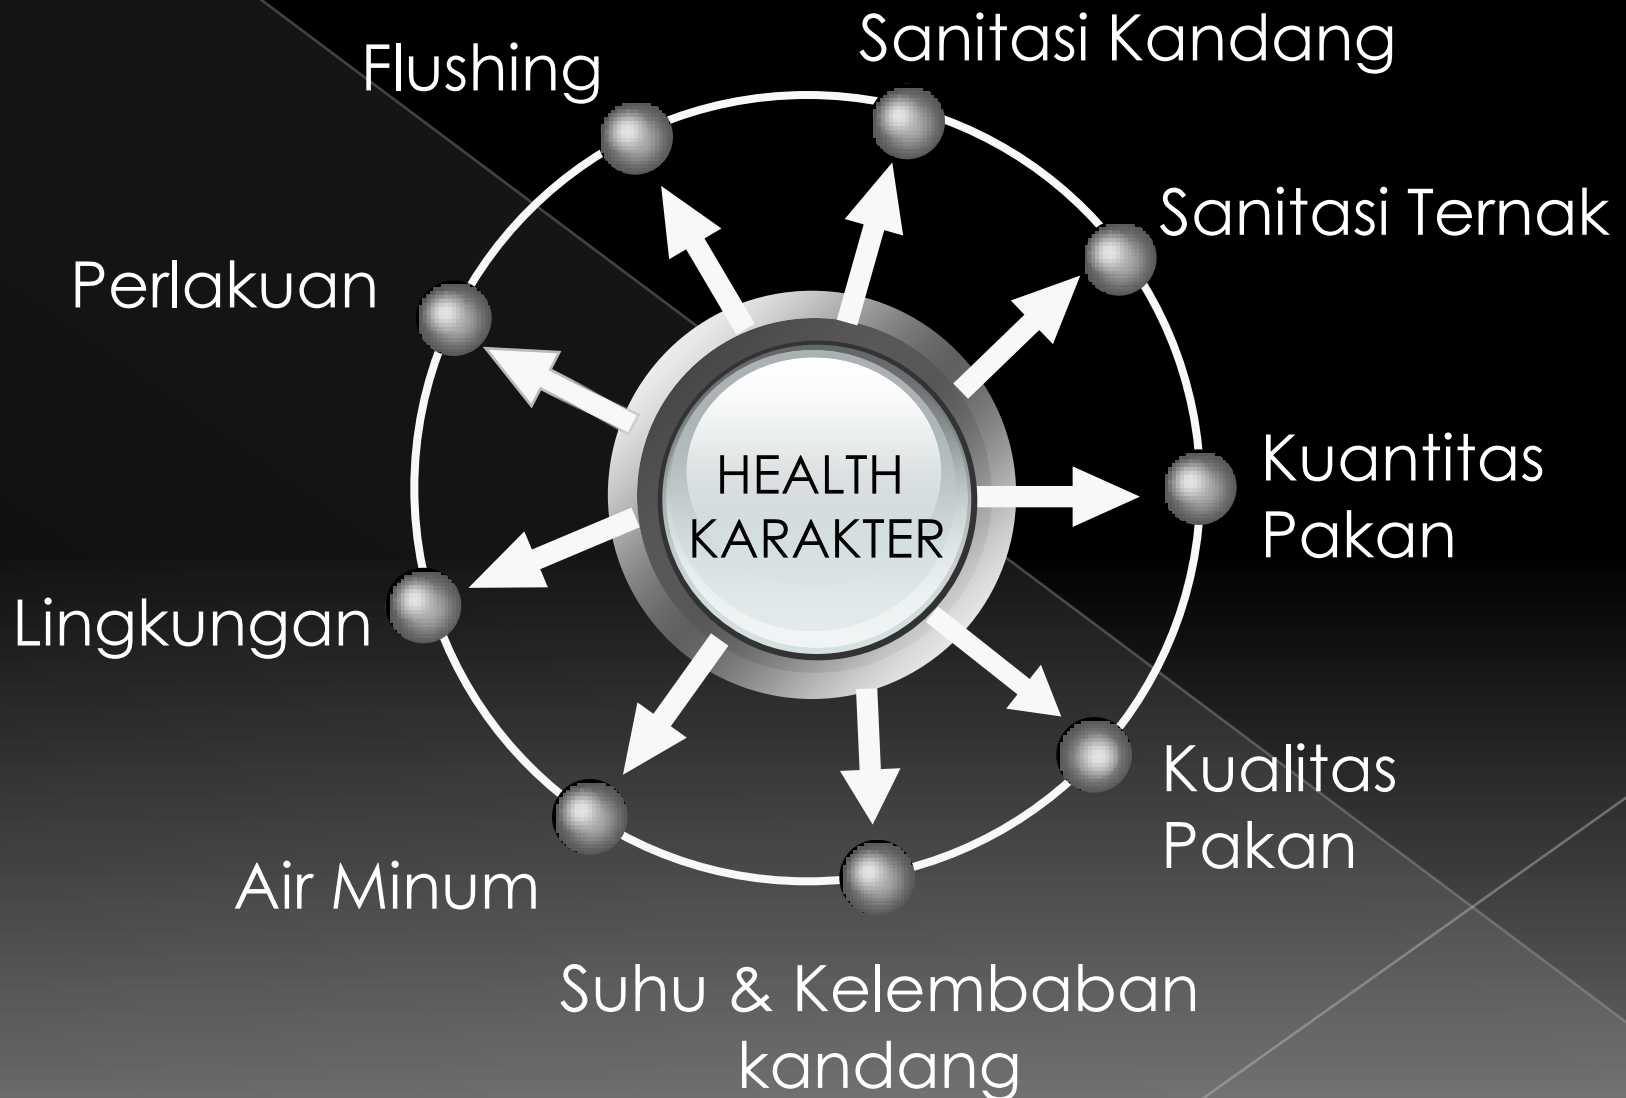 Sanitasi Kandang
Flushing
Sanitasi Ternak
Perlakuan
HEALTH
KARAKTER
Kuantitas
Pakan
Lingkungan
Kualitas
Pakan
Air Minum
Suhu & Kelembaban
kandang